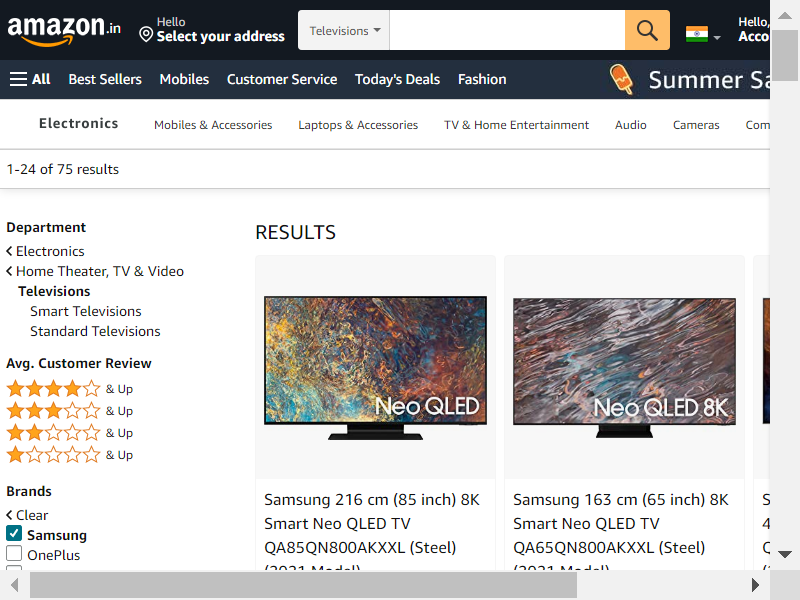 amazon.in
Hello
Select your address
Televisions
Hello,
Acco
All
Best Sellers
Mobiles
Customer Service
Today's Deals
Fashion
Summer Sa
Electronics
Mobiles & Accessories
Laptops & Accessories
TV & Home Entertainment
Audio
Cameras
Com
1-24 of 75 results
Department
Electronics
Home Theater, TV & Video
Televisions
Smart Televisions
Standard Televisions
Avg. Customer Review
& Up
& Up
& Up
& Up
Brands
Clear
Samsung
OnePlus
RESULTS
Neo QLED
Samsung 216 cm (85 inch) 8K
Smart Neo QLED TV
QA85QN800AKXXL (Steel)
(2021 Model)
Neo QLED 8K
Samsung 163 cm (65 inch) 8K
Smart Neo QLED TV
QA65QN800AKXXL (Steel)
(2021 Model)
S
4